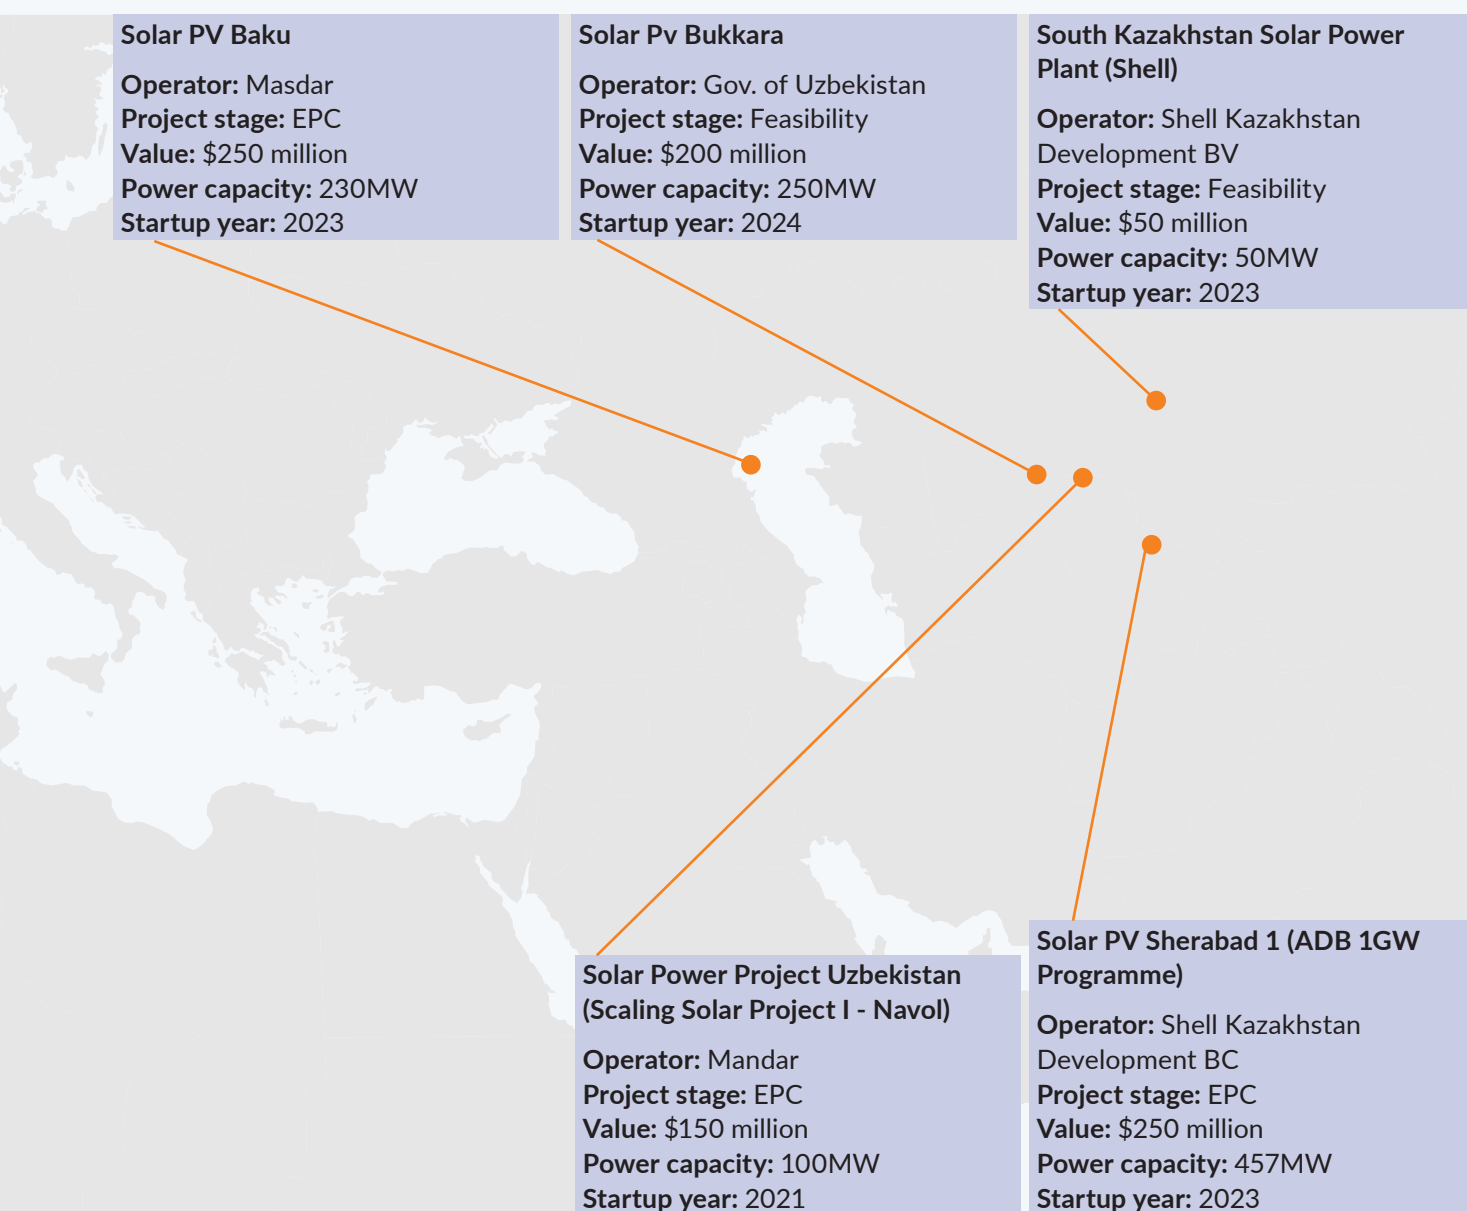 Solar PV Baku
Operator: Masdar
Project stage: EPC
Value: $250 million
Power capacity: 230MW
Startup year: 2023
Solar Pv Bukkara
Operator: Gov. of Uzbekistan
Project stage: Feasibility
Value: $200 million
Power capacity: 250MW
Startup year: 2024
South Kazakhstan Solar Power
Plant (Shell)
Operator: Shell Kazakhstan
Development BV
Project stage: Feasibility
Value: $50 million
Power capacity: 50MW
Startup year: 2023
Solar Power Project Uzbekistan
(Scaling Solar Project I - Navol)
Operator: Mandar
Project stage: EPC
Value: $150 million
Power capacity: 100MW
Startup year: 2021
Solar PV Sherabad 1 (ADB 1GW
Programme)
Operator: Shell Kazakhstan
Development BC
Project stage: EPC
Value: $250 million
Power capacity: 457MW
Startup year: 2023